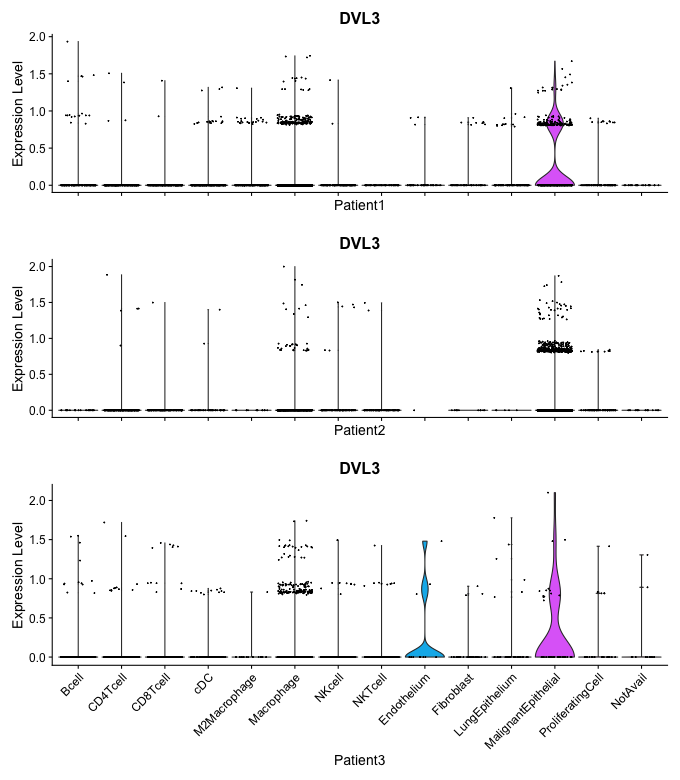 DVL3
Expression Level
2.0
1.5
1.0
0.5
0.0
Patient1
DVL3
Expression Level
2.0
1.5
1.0
0.5
0.0
Patient2
DVL3
Expression Level
2.0
1.5
1.0
0.5
0.0
Bcell
CD4Tcell
CD8Tcell
cDC
M2Macrophage
Macrophage
NKcell
NKTcell
Endothelium
Fibroblast
LungEpithelium
MalignantEpithelial
ProliferatingCell
NotAvail
Patient3